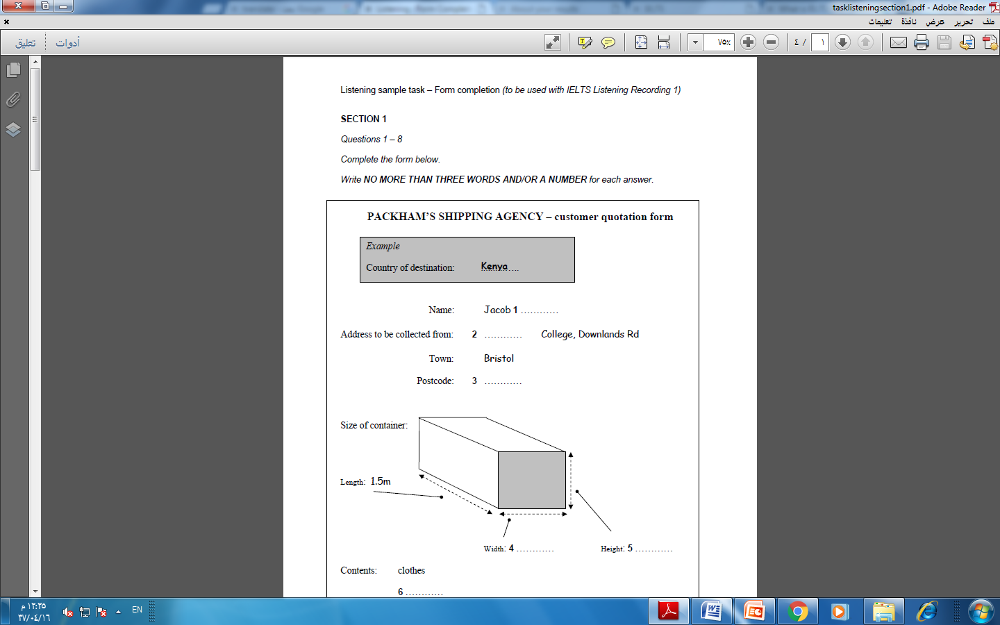 tasklisteningsection1.pdf - Adobe Reader
ملف تحرير عرض نافذة تعليمات
تعليق أدوات
٧٥٪ ٤ / ١
Listening sample task – Form completion (to be used with IELTS Listening Recording 1)
SECTION 1
Questions 1 – 8
Complete the form below.
Write NO MORE THAN THREE WORDS AND/OR A NUMBER for each answer.
PACKHAM'S SHIPPING AGENCY – customer quotation form
Example
Country of destination: Kenya
Name: Jacob 1 …………
Address to be collected from: 2 ………… College, Downlands Rd
Town: Bristol
Postcode: 3 …………
Size of container:
Length: 1.5m
Width: 4 …………
Height: 5 …………
Contents: clothes
6 …………
١٢:٢٥ م
EN
٣٧/٠٤/١٦